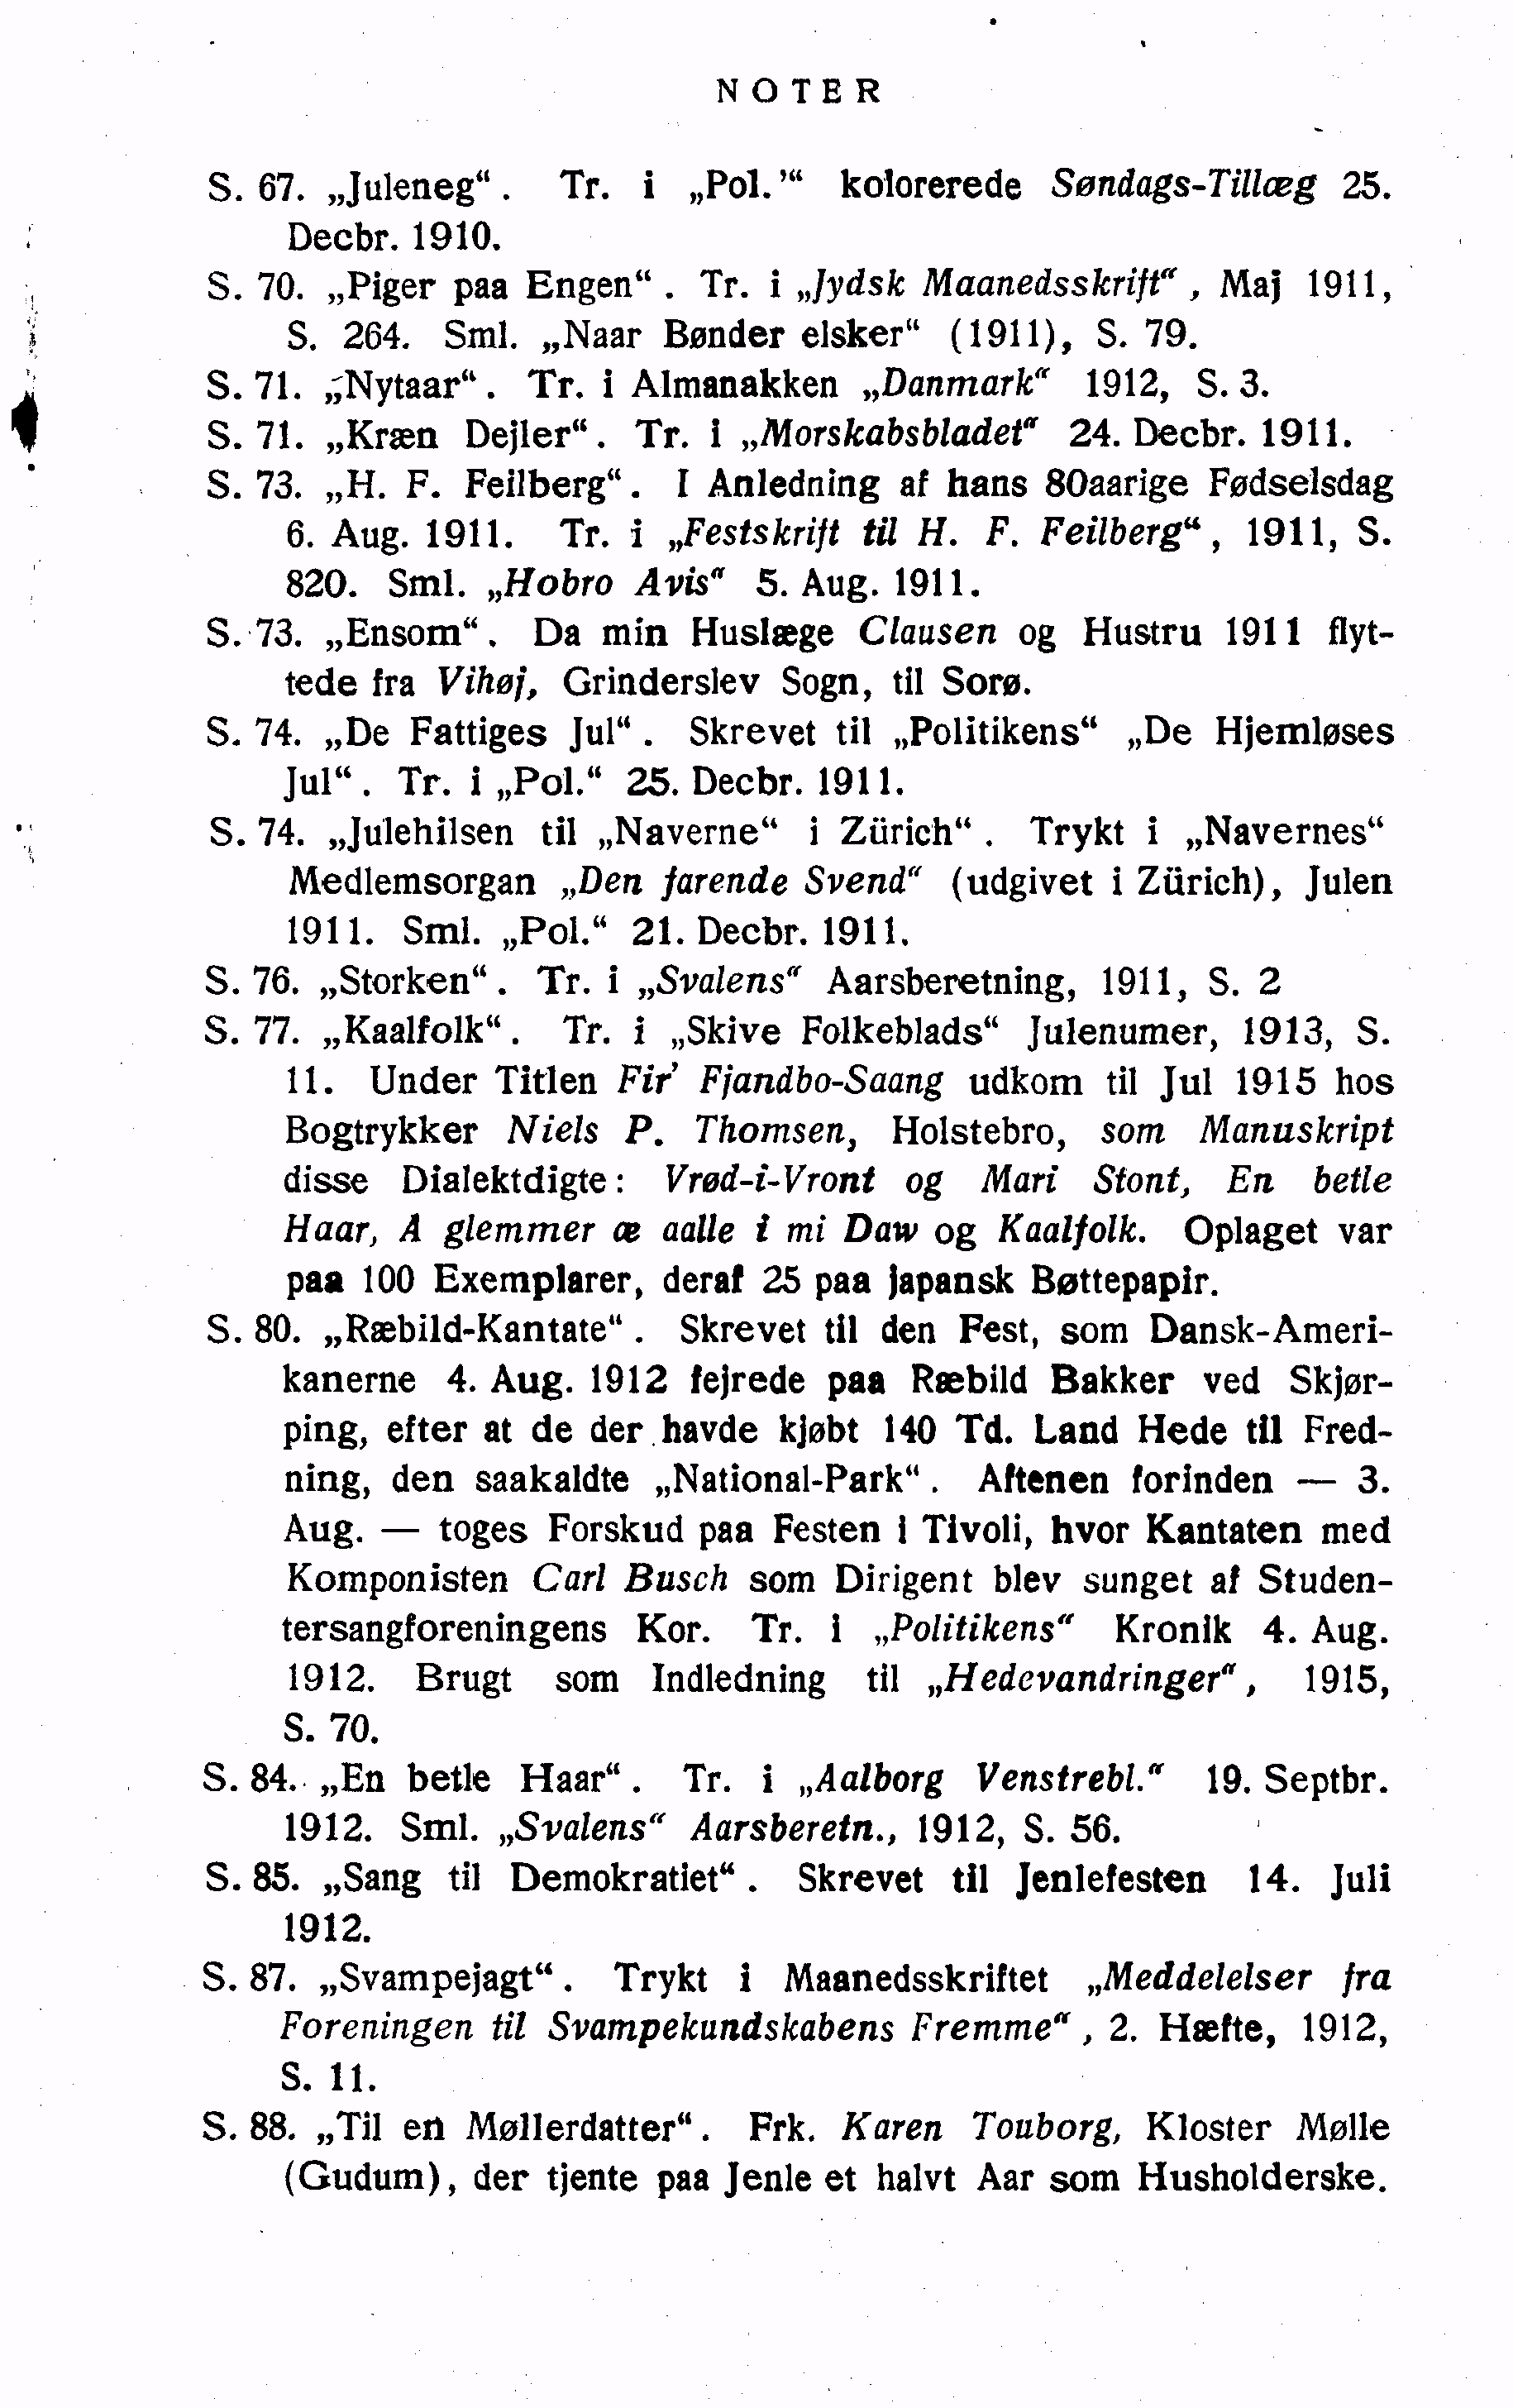 NOTER
S. 67. „Juleneg“. Tr. i „Pol.’“ kolorerede Søndags-Tillæg 25.
Decbr. 1910.
S. 70. „Piger paa Engen“. Tr. i „Jydsk Maanedsskrift“, Maj 1911,
S. 264. Sml. „Naar Bønder elsker“ (1911), S. 79.
S. 71. „Nytaar“. Tr. i Almanakken „Danmark“ 1912, S. 3.
S. 71. „Kræn Dejler“. Tr. i „Morskabsbladet“ 24. Decbr. 1911.
S. 73. „H. F. Feilberg“. I Anledning af hans 80aarige Fødselsdag
6. Aug. 1911. Tr. i „Festskrift til H. F. Feilberg“, 1911, S.
820. Sml. „Hobro Avis“ 5. Aug. 1911.
S. 73. „Ensom“. Da min Huslæge Clausen og Hustru 1911 flyt-
tede fra Vihøj, Grinderslev Sogn, til Sorø.
S. 74. „De Fattiges Jul“. Skrevet til „Politikens“ „De Hjemløses
Jul“. Tr. i „Pol.“ 25. Decbr. 1911.
S. 74. „Julehilsen til „Naverne“ i Zürich“. Trykt i „Navernes“
Medlemsorgan „Den farende Svend“ (udgivet i Zürich), Julen
1911. Sml. „Pol.“ 21. Decbr. 1911.
S. 76. „Storken“. Tr. i „Svalens“ Aarsberetning, 1911, S. 2
S. 77. „Kaalfolk“. Tr. i „Skive Folkeblads“ Julenumer, 1913, S.
11. Under Titlen Fir’ Fjandbo-Saang udkom til Jul 1915 hos
Bogtrykker Niels P. Thomsen, Holstebro, som Manuskript
disse Dialektdigte: Vrød-i-Vront og Mari Stont, En betle
Haar, A glemmer æ aalle i mi Daw og Kaalfolk. Oplaget var
paa 100 Exemplarer, deraf 25 paa japansk Bøttepapir.
S. 80. „Ræbild-Kantate“. Skrevet til den Fest, som Dansk-Ameri-
kanerne 4. Aug. 1912 fejrede paa Ræbild Bakker ved Skjør-
ping, efter at de der havde kjøbt 140 Td. Land Hede til Fred-
ning, den saakaldte „National-Park“. Aftenen forinden — 3.
Aug. — toges Forskud paa Festen i Tivoli, hvor Kantaten med
Komponisten Carl Busch som Dirigent blev sunget af Studen-
tersangforeningens Kor. Tr. i „Politikens“ Kronik 4. Aug.
1912. Brugt som Indledning til „Hedevandringer“, 1915,
S. 70.
S. 84. „En betle Haar“. Tr. i „Aalborg Venstrebl.“ 19. Septbr.
1912. Sml. „Svalens“ Aarsberetn., 1912, S. 56.
S. 85. „Sang til Demokratiet“. Skrevet til Jenlefesten 14. Juli
1912.
S. 87. „Svampejagt“. Trykt i Maanedsskriftet „Meddelelser fra
Foreningen til Svampekundskabens Fremme“, 2. Hæfte, 1912,
S. 11.
S. 88. „Til en Møllerdatter“. Frk. Karen Touborg, Kloster Mølle
(Gudum), der tjente paa Jenle et halvt Aar som Husholderske.